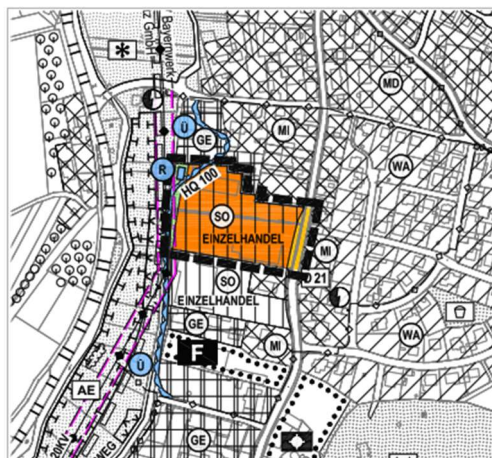 Bayernwerk
Z GmbH
MD
Ü
GE
MI
WA
R
HQ 100
SO
EINZELHANDEL
MI
SO
D 21
EINZELHANDEL
GE
WA
F
MI
Ü
AE
20KV
WEG
GE